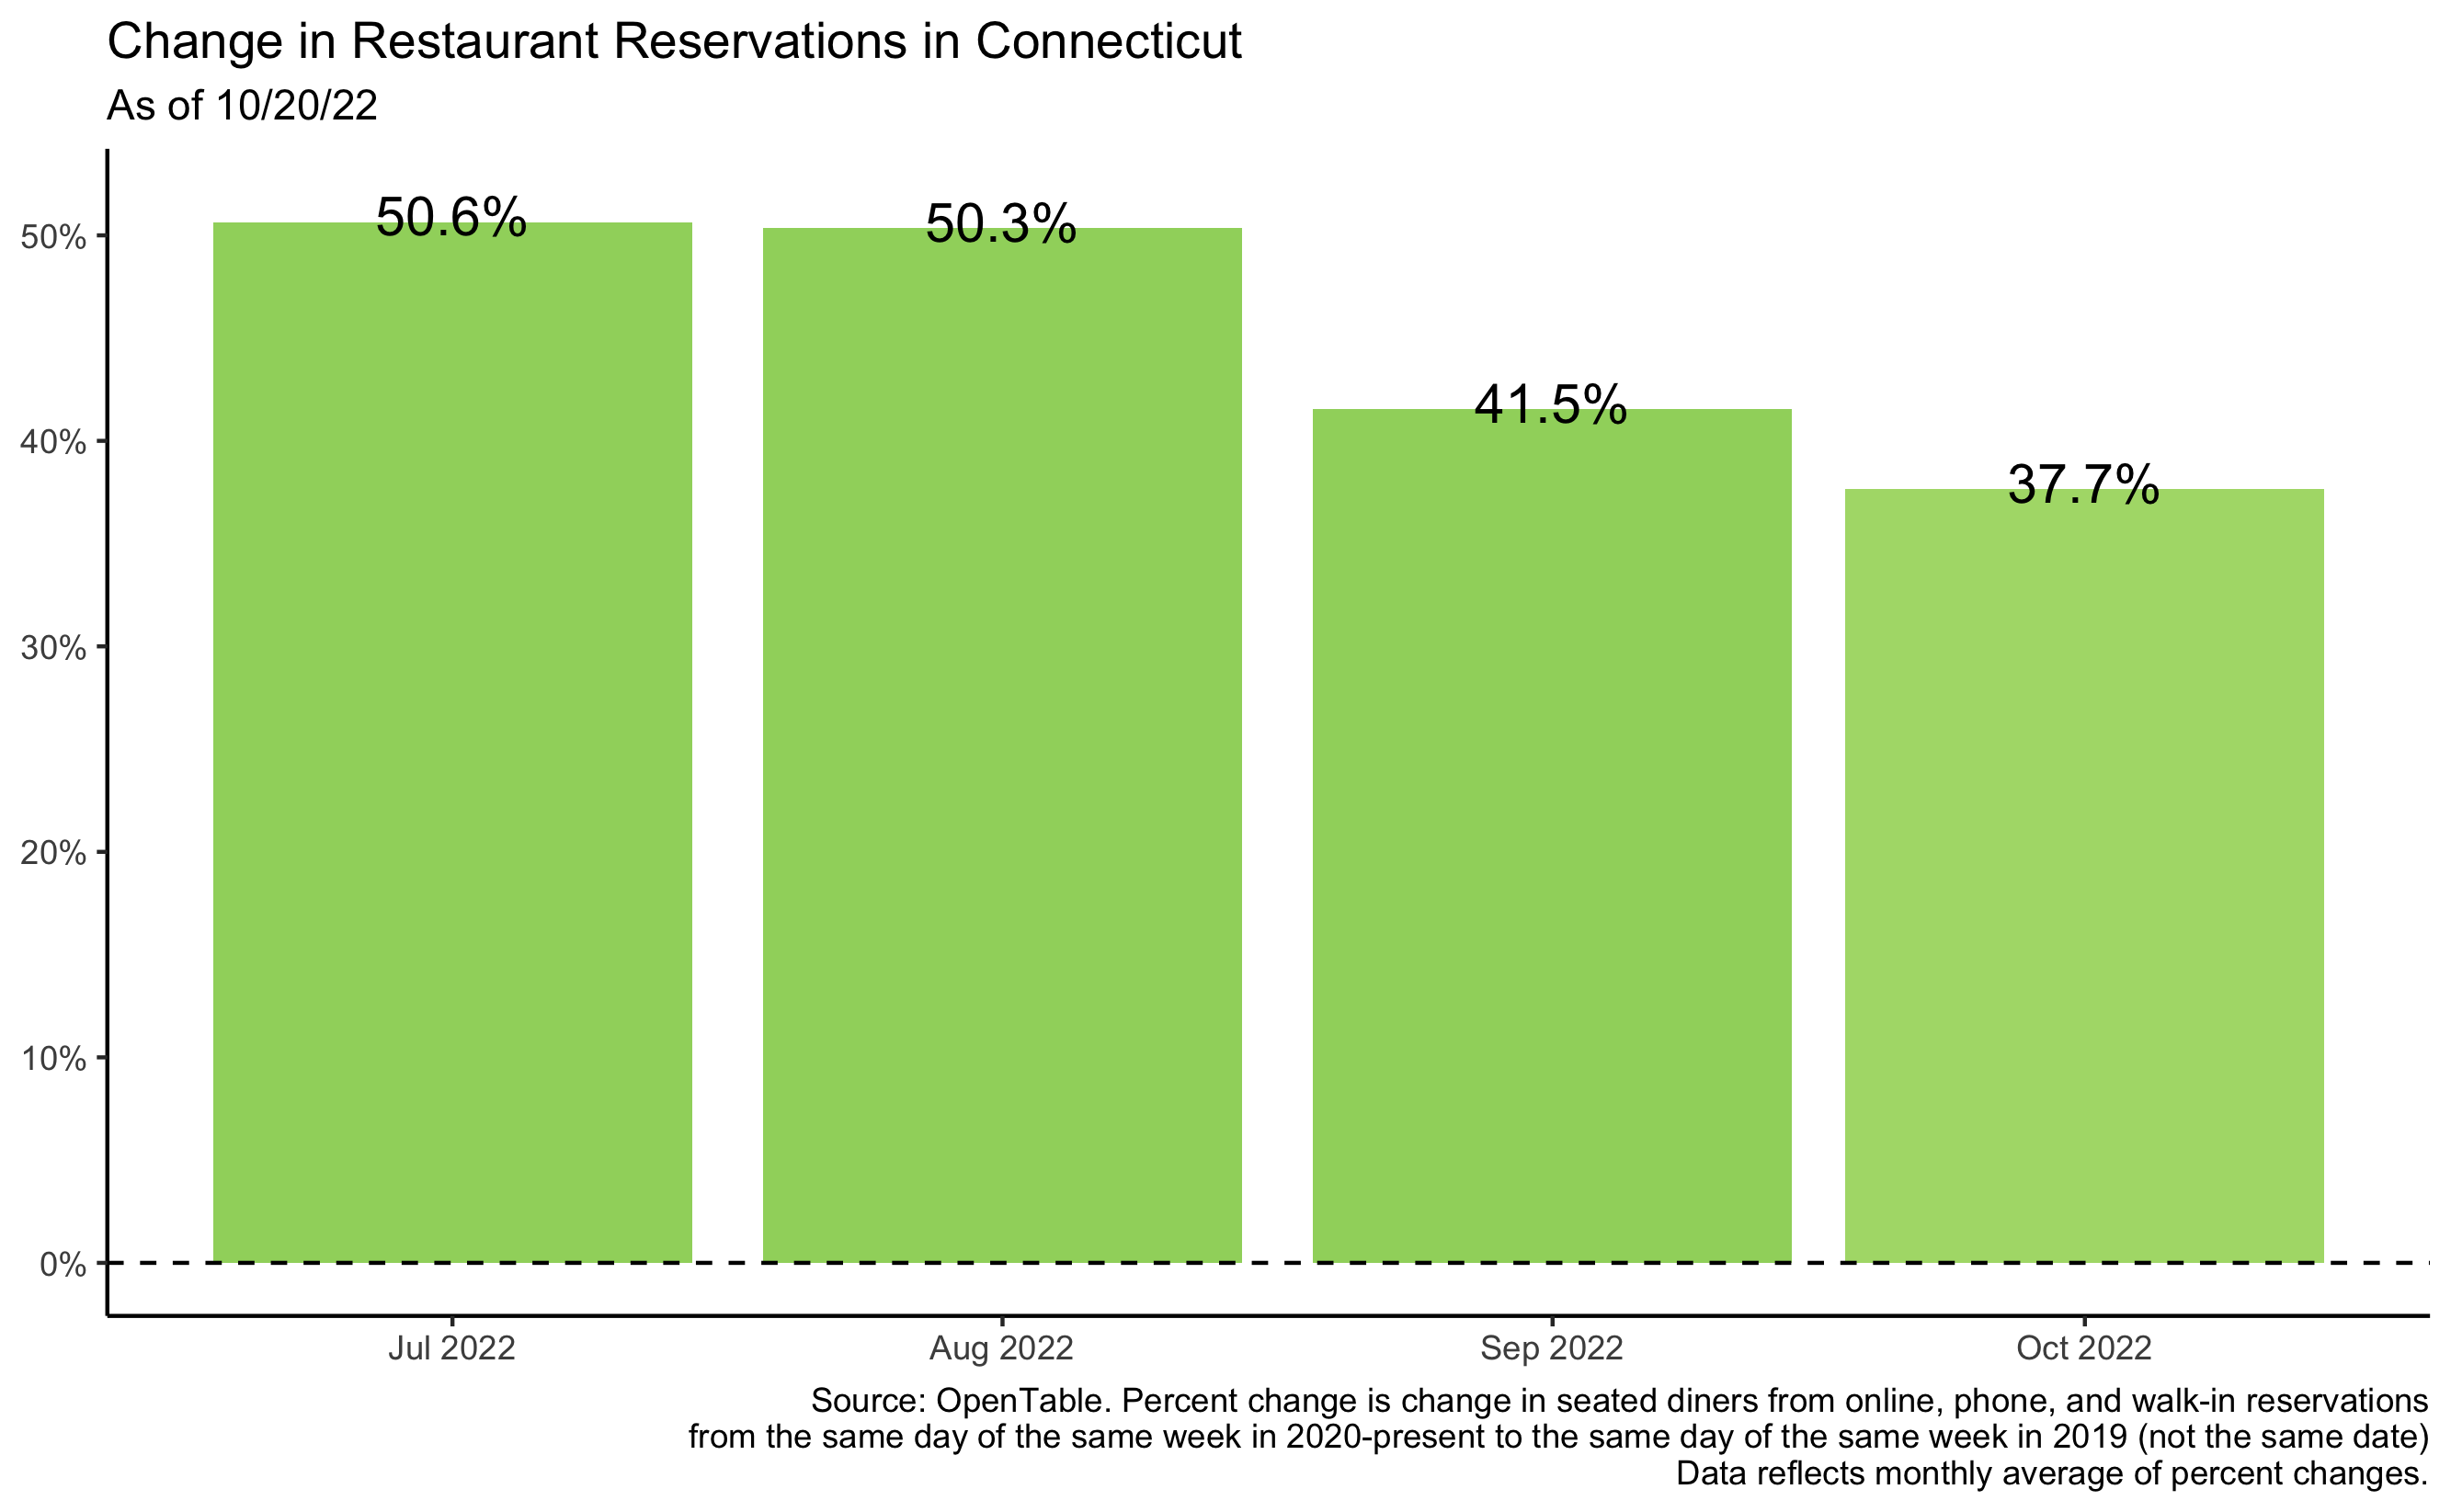 Change in Restaurant Reservations in Connecticut
As of 10/20/22
50.6%
50.3%
41.5%
37.7%
50%
40%
30%
20%
10%
0%
Jul 2022
Aug 2022
Sep 2022
Oct 2022
Source: OpenTable. Percent change is change in seated diners from online, phone, and walk-in reservations
from the same day of the same week in 2020-present to the same day of the same week in 2019 (not the same date)
Data reflects monthly average of percent changes.